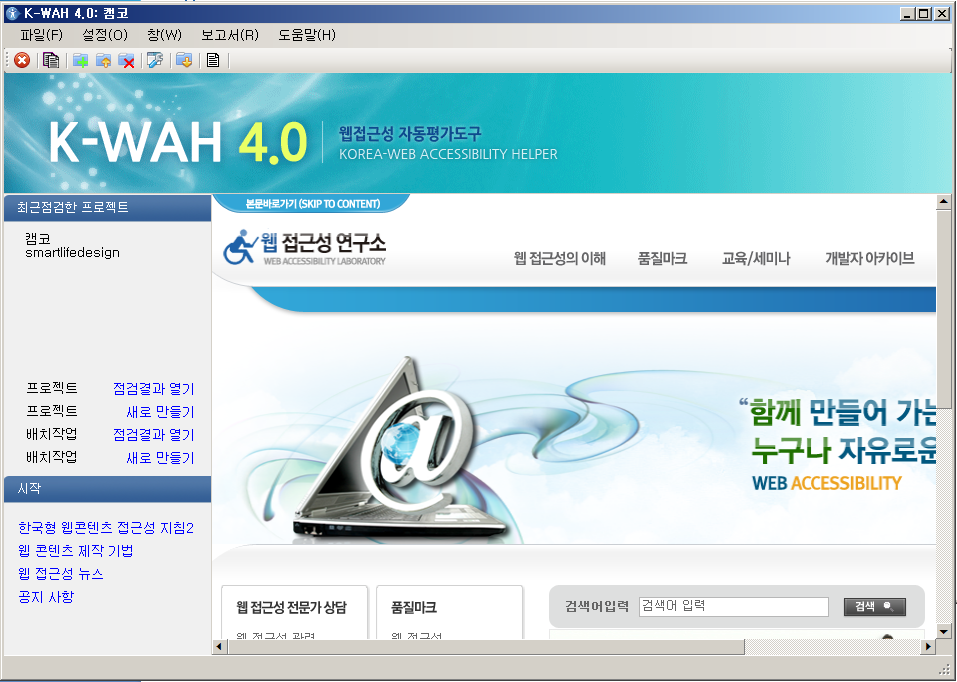 K-WAH 4.0: 캠코
파일(F) 설정(O) 창(W) 보고서(R) 도움말(H)
K-WAH 4.0
웹접근성 자동평가도구
KOREA-WEB ACCESSIBILITY HELPER
최근점검한 프로젝트
캠코
smartlifedesign
프로젝트 점검결과 열기
프로젝트 새로 만들기
배치작업 점검결과 열기
배치작업 새로 만들기
시작
한국형 웹콘텐츠 접근성 지침2
웹 콘텐츠 제작 기법
웹 접근성 뉴스
공지 사항
본문바로가기 (SKIP TO CONTENT)
웹 접근성 연구소
WEB ACCESSIBILITY LABORATORY
웹 접근성의 이해 품질마크 교육/세미나 개발자 아카이브
“함께 만들어 가는
누구나 자유로운
WEB ACCESSIBILITY
웹 접근성 전문가 상담 품질마크
웹 접근성 관련 웹 접근성
검색어입력 검색어 입력 검색